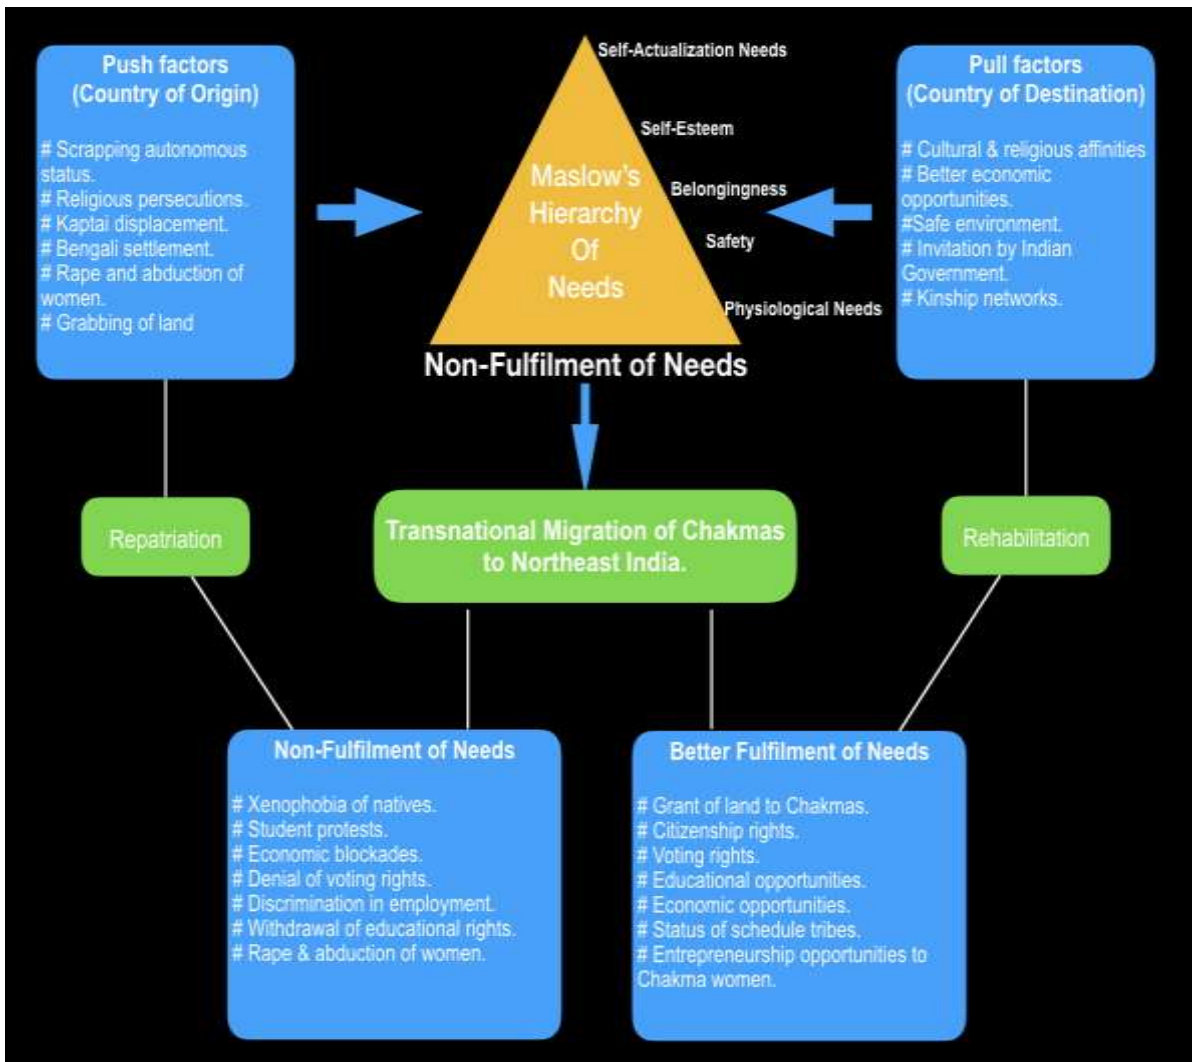 Push factors
(Country of Origin)
# Scrapping autonomous
status.
# Religious persecutions.
# Kaptai displacement.
# Bengali settlement.
# Rape and abduction of
women.
# Grabbing of land
Self-Actualization Needs
Self-Esteem
Belongingness
Safety
Physiological Needs
Maslow's
Hierarchy
Of
Needs
Non-Fulfilment of Needs
Pull factors
(Country of Destination)
# Cultural & religious affinities
# Better economic
opportunities.
#Safe environment.
# Invitation by Indian
Government.
# Kinship networks.
Repatriation
Transnational Migration of Chakmas
to Northeast India.
Rehabilitation
Non-Fulfilment of Needs
# Xenophobia of natives.
# Student protests.
# Economic blockades.
# Denial of voting rights.
# Discrimination in employment.
# Withdrawal of educational rights.
# Rape & abduction of women.
Better Fulfilment of Needs
# Grant of land to Chakmas.
# Citizenship rights.
# Voting rights.
# Educational opportunities.
# Economic opportunities.
# Status of schedule tribes.
# Entrepreneurship opportunities to
Chakma women.